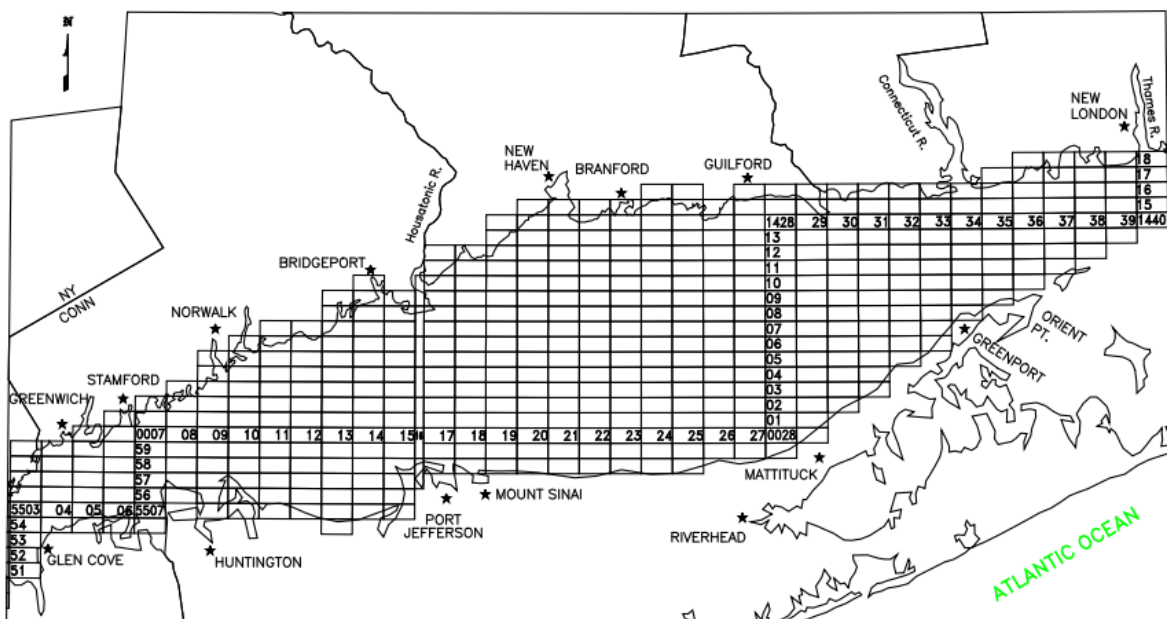 N
NEW
LONDON
Thames R.
Connecticut R.
NEW
HAVEN
BRANFORD
GUILFORD
18
17
16
15
1428 29 30 31 32 33 34 35 36 37 38 39 1440
13
12
11
10
09
08
07
06
05
04
03
02
01
Housatonic R.
BRIDGEPORT
NY
CONN
NORWALK
ORIENT
PT.
GREENPORT
STAMFORD
GREENWICH
0007 08 09 10 11 12 13 14 15 17 18 19 20 21 22 23 24 25 26 27 0028
59
58
57
56
5503 04 05 06 5507
54
53
52
51
MATTITUCK
MOUNT SINAI
PORT
JEFFERSON
RIVERHEAD
GLEN COVE
HUNTINGTON
ATLANTIC OCEAN